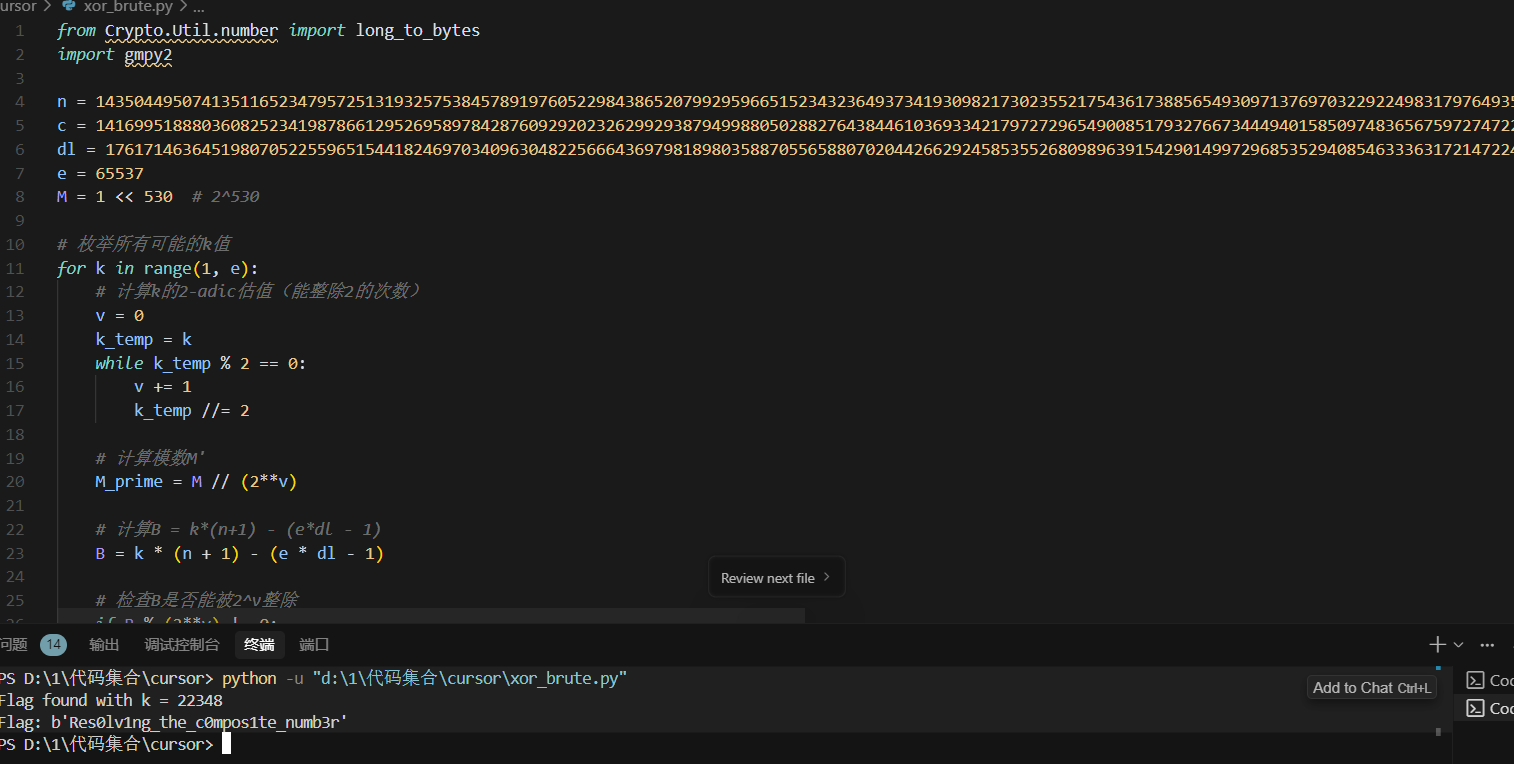 ursor > xor_brute.py > ...
1 from Crypto.Util.number import long_to_bytes
2 import gmpy2
3
4 n = 1435044950741351165234795725131932575384578919760522984386520799295966515234323649373419309821730235521754361738856549309713769703229224983179764935
5 c = 1416995188803608252341987866129526958978428760929202326299293879499880502882764384461036933421797272965490085179327667344494015850974836567597274722
6 dl = 1761714636451980705225596515441824697034096304822566643697981898035887055658807020442662924585355268098963915429014997296853529408546333631721472224
7 e = 65537
8 M = 1 << 530  # 2^530
9
10 # 枚举所有可能的k值
11 for k in range(1, e):
12 # 计算k的2-adic估值（能整除2的次数）
13 v = 0
14 k_temp = k
15 while k_temp % 2 == 0:
16 v += 1
17 k_temp //= 2
18
19 # 计算模数M'
20 M_prime = M // (2**v)
21
22 # 计算B = k*(n+1) - (e*dl - 1)
23 B = k * (n + 1) - (e * dl - 1)
24
Review next file >
25 # 检查B是否能被2^v整除
26 if B % (2**v) != 0:
问题 14 输出 调试控制台 终端 端口
PS D:\1\代码集合\cursor> python -u "d:\1\代码集合\cursor\xor_brute.py"
Flag found with k = 22348
Flag: b'Res0lv1ng_the_c0mpos1te_numb3r'
PS D:\1\代码集合\cursor>
Add to Chat Ctrl+L
Coc
Coc